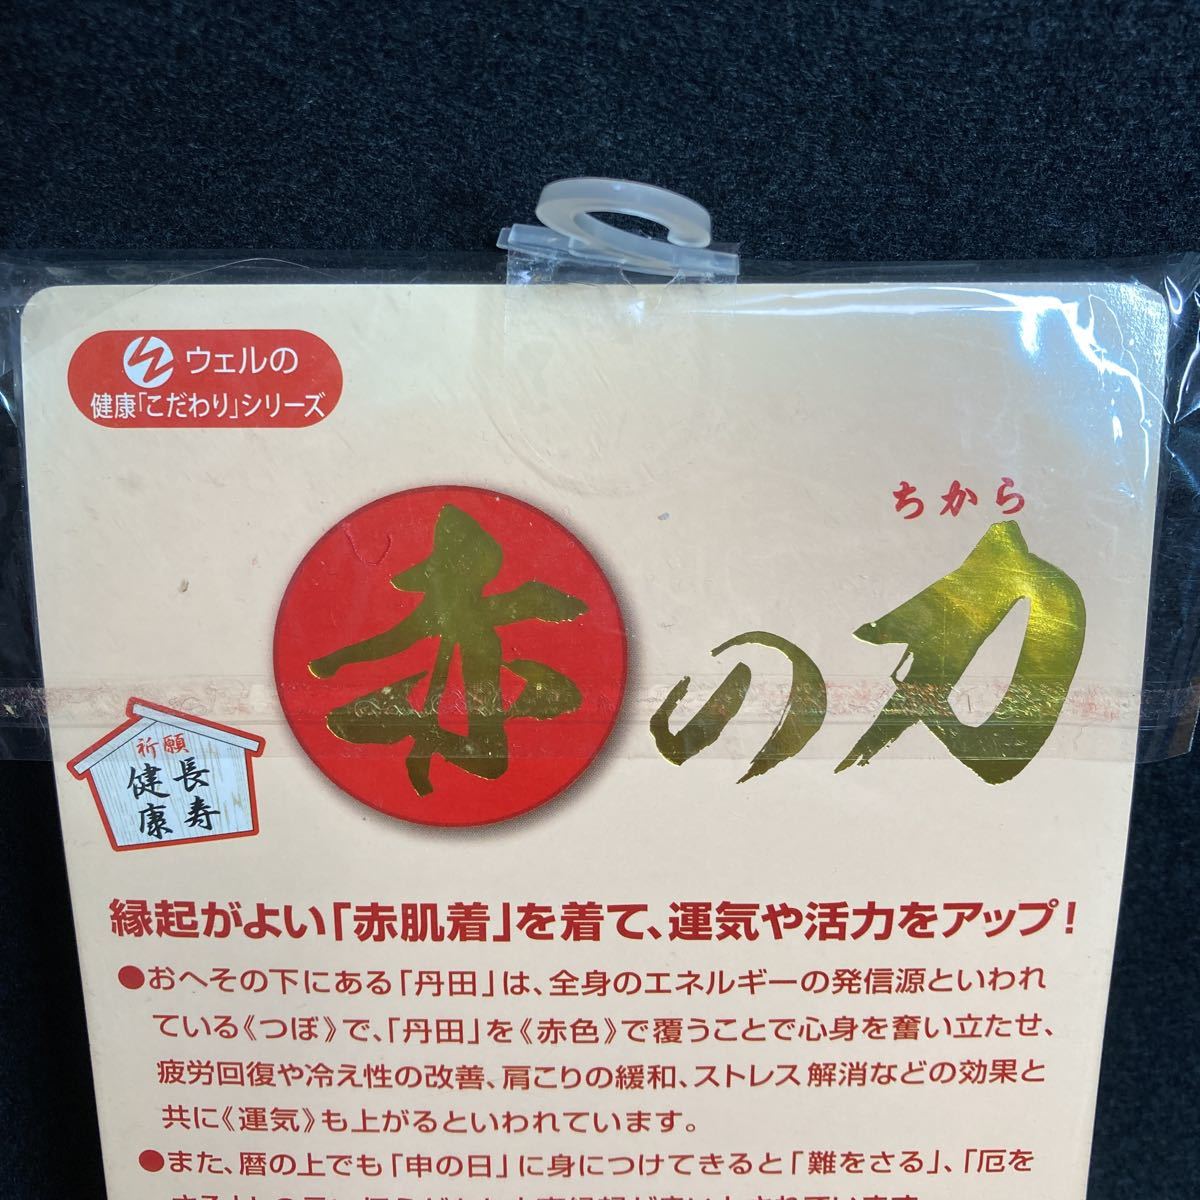 ウェルの
健康「こだわり」シリーズ
ちから
赤の力
祈願
長寿
健康
縁起がよい「赤肌着」を着て、運気や活力をアップ!
●おへその下にある「丹田」は、全身のエネルギーの発信源といわれ
ている《つぼ》で、「丹田」を《赤色》で覆うことで心身を奮い立たせ、
疲労回復や冷え性の改善、肩こりの緩和、ストレス解消などの効果と
共に《運気》も上がるといわれています。
●また、暦の上でも「申の日」に身につけてきると「難をさる」、「厄を